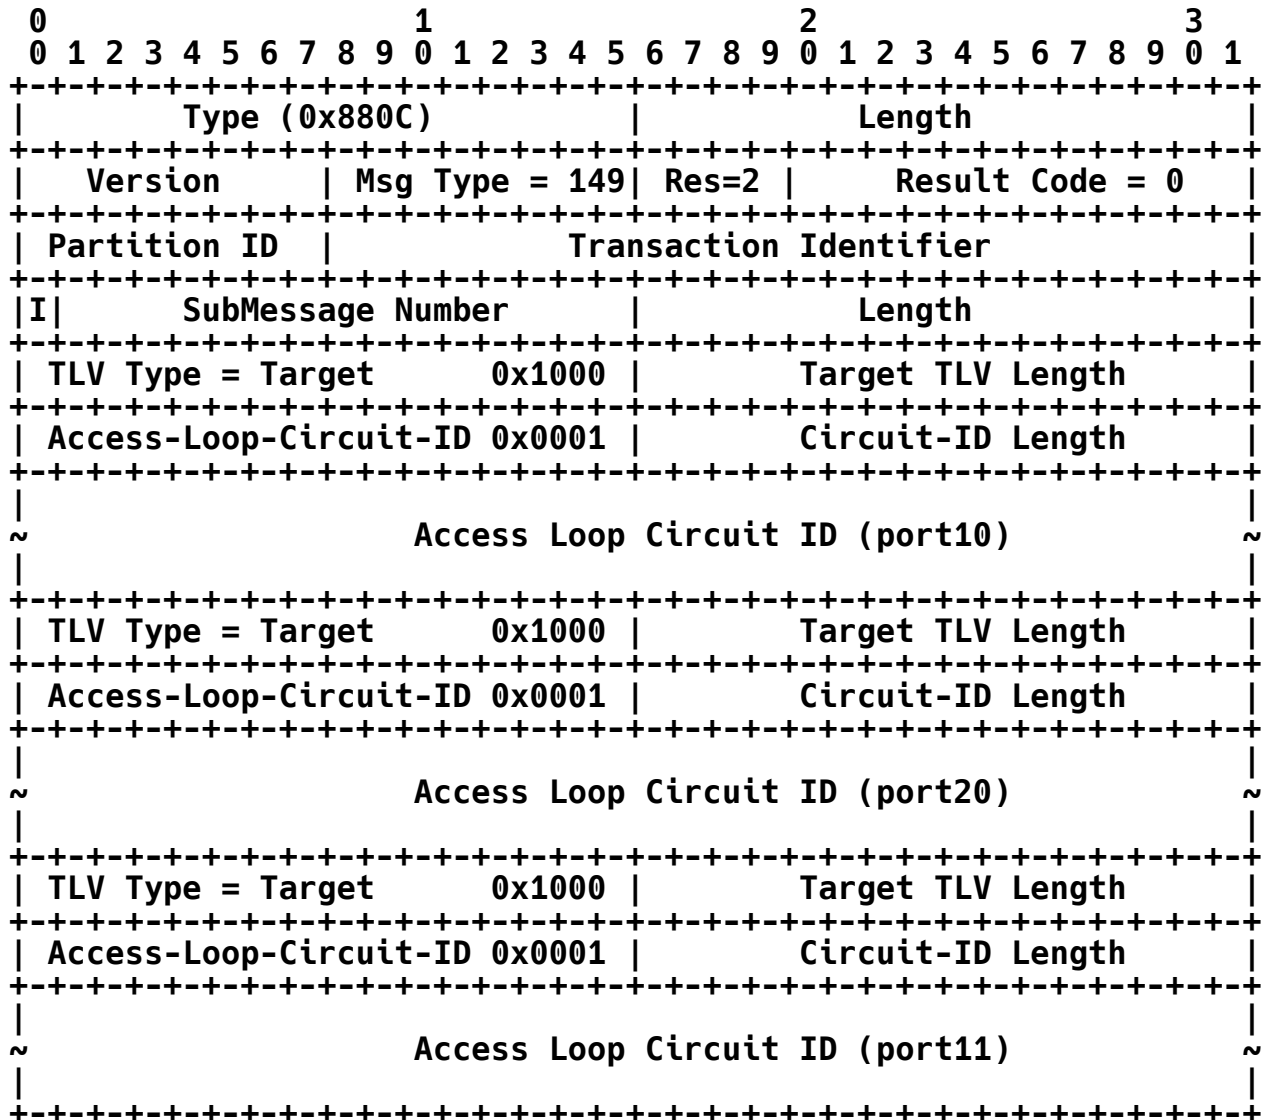 0                   1                   2                   3
 0 1 2 3 4 5 6 7 8 9 0 1 2 3 4 5 6 7 8 9 0 1 2 3 4 5 6 7 8 9 0 1
+-+-+-+-+-+-+-+-+-+-+-+-+-+-+-+-+-+-+-+-+-+-+-+-+-+-+-+-+-+-+-+-+
|        Type (0x880C)          |           Length              |
+-+-+-+-+-+-+-+-+-+-+-+-+-+-+-+-+-+-+-+-+-+-+-+-+-+-+-+-+-+-+-+-+
|   Version     | Msg Type = 149| Res=2 |     Result Code = 0   |
+-+-+-+-+-+-+-+-+-+-+-+-+-+-+-+-+-+-+-+-+-+-+-+-+-+-+-+-+-+-+-+-+
| Partition ID  |            Transaction Identifier             |
+-+-+-+-+-+-+-+-+-+-+-+-+-+-+-+-+-+-+-+-+-+-+-+-+-+-+-+-+-+-+-+-+
|I|      SubMessage Number      |           Length              |
+-+-+-+-+-+-+-+-+-+-+-+-+-+-+-+-+-+-+-+-+-+-+-+-+-+-+-+-+-+-+-+-+
| TLV Type = Target      0x1000 |        Target TLV Length      |
+-+-+-+-+-+-+-+-+-+-+-+-+-+-+-+-+-+-+-+-+-+-+-+-+-+-+-+-+-+-+-+-+
| Access-Loop-Circuit-ID 0x0001 |        Circuit-ID Length      |
+-+-+-+-+-+-+-+-+-+-+-+-+-+-+-+-+-+-+-+-+-+-+-+-+-+-+-+-+-+-+-+-+
|                                                               |
~                    Access Loop Circuit ID (port10)            ~
|                                                               |
+-+-+-+-+-+-+-+-+-+-+-+-+-+-+-+-+-+-+-+-+-+-+-+-+-+-+-+-+-+-+-+-+
| TLV Type = Target      0x1000 |        Target TLV Length      |
+-+-+-+-+-+-+-+-+-+-+-+-+-+-+-+-+-+-+-+-+-+-+-+-+-+-+-+-+-+-+-+-+
| Access-Loop-Circuit-ID 0x0001 |        Circuit-ID Length      |
+-+-+-+-+-+-+-+-+-+-+-+-+-+-+-+-+-+-+-+-+-+-+-+-+-+-+-+-+-+-+-+-+
|                                                               |
~                    Access Loop Circuit ID (port20)            ~
|                                                               |
+-+-+-+-+-+-+-+-+-+-+-+-+-+-+-+-+-+-+-+-+-+-+-+-+-+-+-+-+-+-+-+-+
| TLV Type = Target      0x1000 |        Target TLV Length      |
+-+-+-+-+-+-+-+-+-+-+-+-+-+-+-+-+-+-+-+-+-+-+-+-+-+-+-+-+-+-+-+-+
| Access-Loop-Circuit-ID 0x0001 |        Circuit-ID Length      |
+-+-+-+-+-+-+-+-+-+-+-+-+-+-+-+-+-+-+-+-+-+-+-+-+-+-+-+-+-+-+-+-+
|                                                               |
~                    Access Loop Circuit ID (port11)            ~
|                                                               |
+-+-+-+-+-+-+-+-+-+-+-+-+-+-+-+-+-+-+-+-+-+-+-+-+-+-+-+-+-+-+-+-+